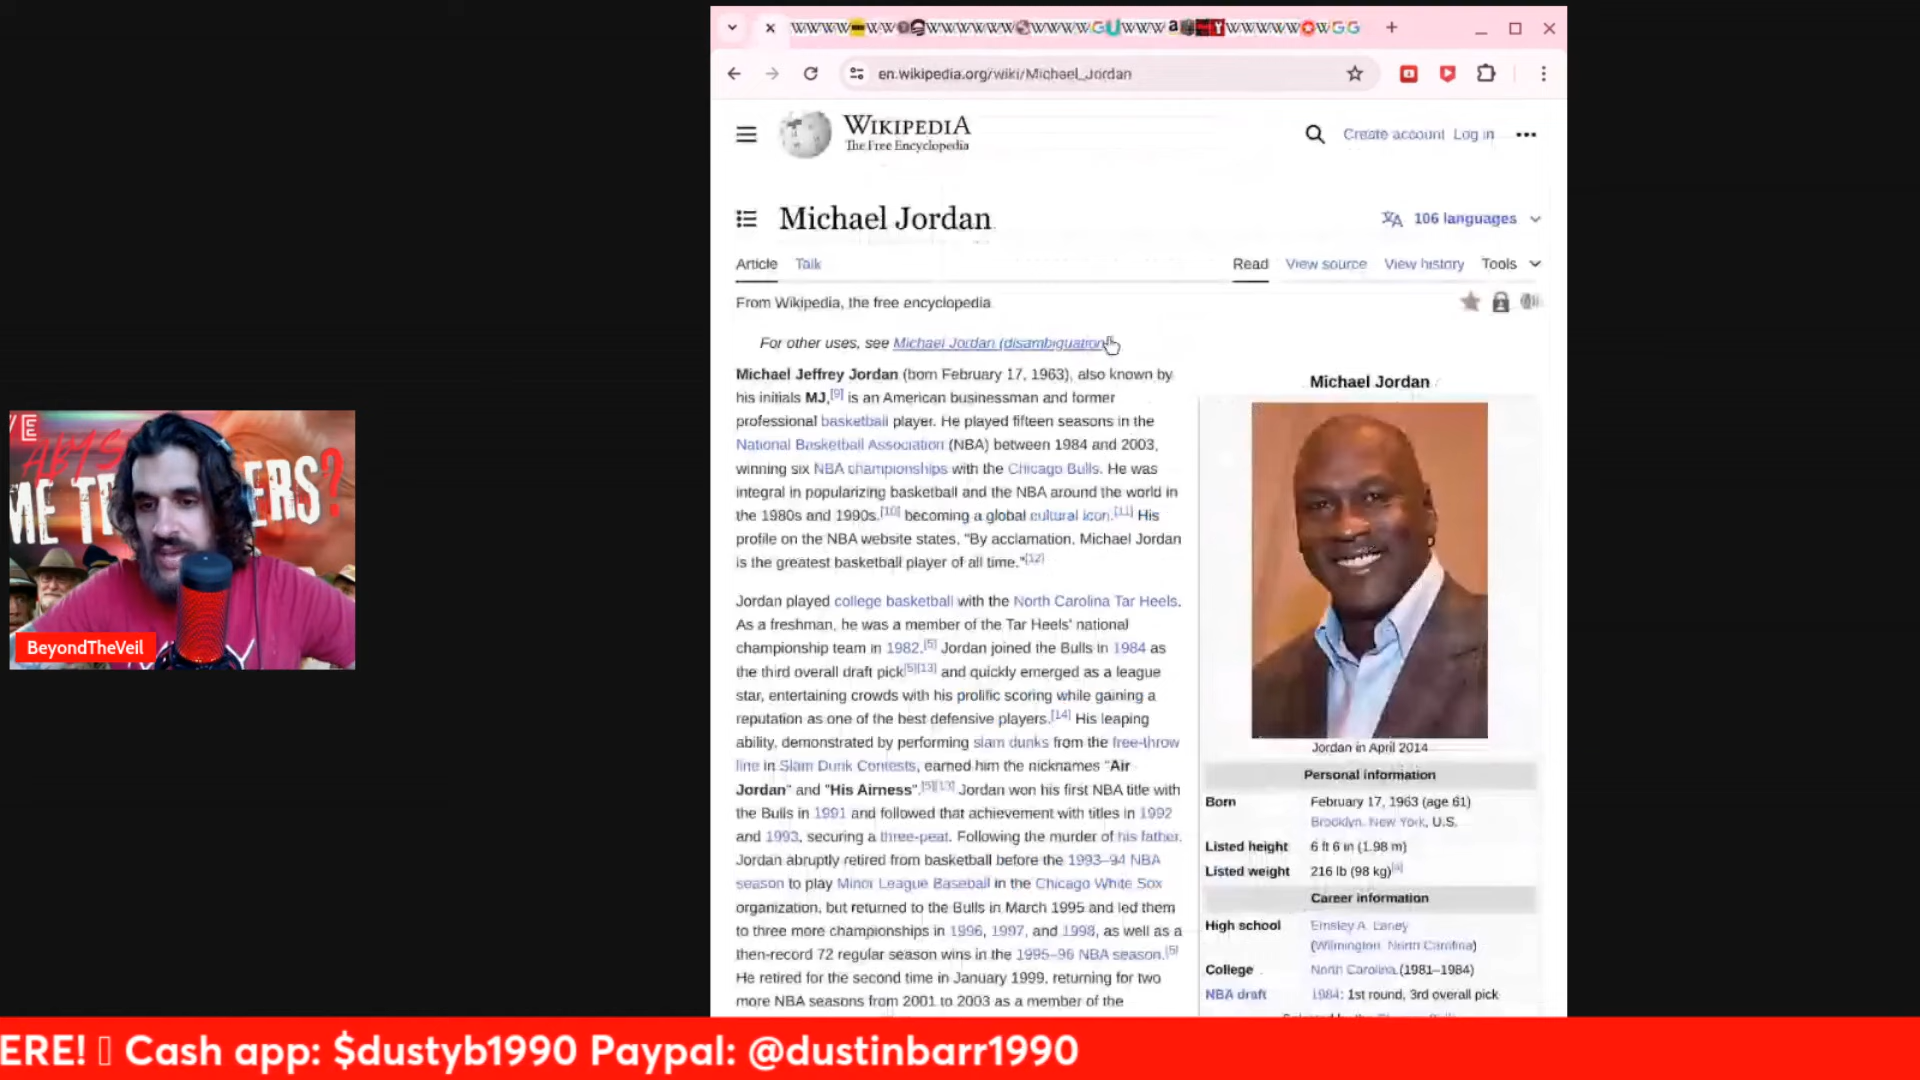 en.wikipedia.org/wiki/Michael_Jordan
WIKIPEDIA
The Free Encyclopedia
Create account Log in
Michael Jordan
106 languages
Article Talk
Read View source View history Tools
From Wikipedia, the free encyclopedia
For other uses, see Michael Jordan (disambiguation
Michael Jeffrey Jordan (born February 17, 1963), also known by
his initials MJ,[9] is an American businessman and former
professional basketball player. He played fifteen seasons in the
National Basketball Association (NBA) between 1984 and 2003,
winning six NBA championships with the Chicago Bulls. He was
integral in popularizing basketball and the NBA around the world in
the 1980s and 1990s,[10] becoming a global cultural icon.[11] His
profile on the NBA website states, "By acclamation, Michael Jordan
is the greatest basketball player of all time."[12]
Jordan played college basketball with the North Carolina Tar Heels.
As a freshman, he was a member of the Tar Heels' national
championship team in 1982.[5] Jordan joined the Bulls in 1984 as
the third overall draft pick[5][13] and quickly emerged as a league
star, entertaining crowds with his prolific scoring while gaining a
reputation as one of the best defensive players.[14] His leaping
ability, demonstrated by performing slam dunks from the free-throw
line in Slam Dunk Contests, earned him the nicknames "Air
Jordan" and "His Airness".[5][13] Jordan won his first NBA title with
the Bulls in 1991 and followed that achievement with titles in 1992
and 1993, securing a three-peat. Following the murder of his father,
Jordan abruptly retired from basketball before the 1993–94 NBA
season to play Minor League Baseball in the Chicago White Sox
organization, but returned to the Bulls in March 1995 and led them
to three more championships in 1996, 1997, and 1998, as well as a
then-record 72 regular season wins in the 1995–96 NBA season.[5]
He retired for the second time in January 1999, returning for two
more NBA seasons from 2001 to 2003 as a member of the
Michael Jordan
Jordan in April 2014
Personal information
Born February 17, 1963 (age 61)
Brooklyn, New York, U.S.
Listed height 6 ft 6 in (1.98 m)
Listed weight 216 lb (98 kg)[a]
Career information
High school Emsley A. Laney
(Wilmington, North Carolina)
College North Carolina (1981–1984)
NBA draft 1984: 1st round, 3rd overall pick
VE
ABYS
ME TR ERS?
BeyondTheVeil
ERE! Cash app: $dustyb1990 Paypal: @dustinbarr1990